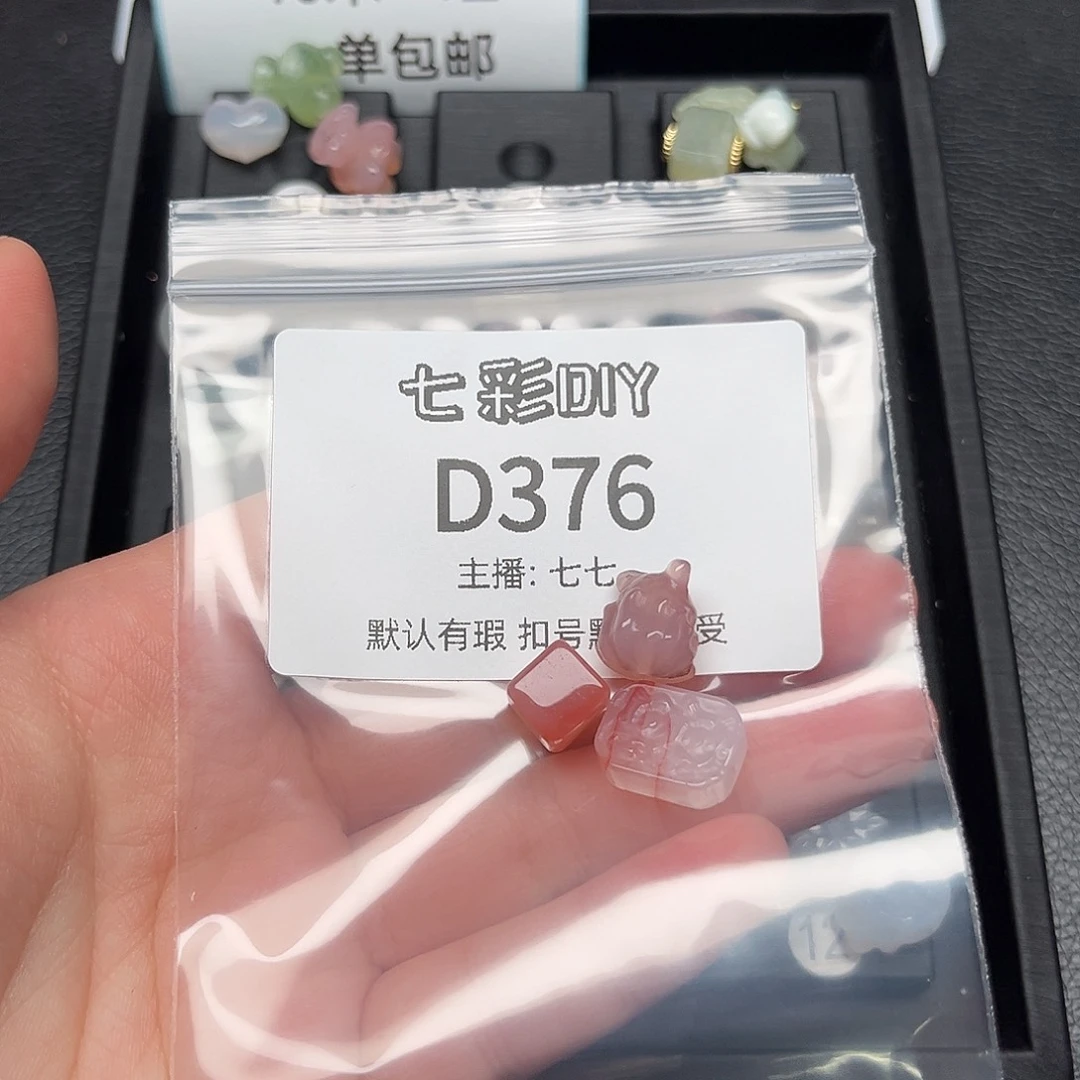 单包邮
七彩DIY
D376
主播: 七七
默认有瑕 扣号默 受
12